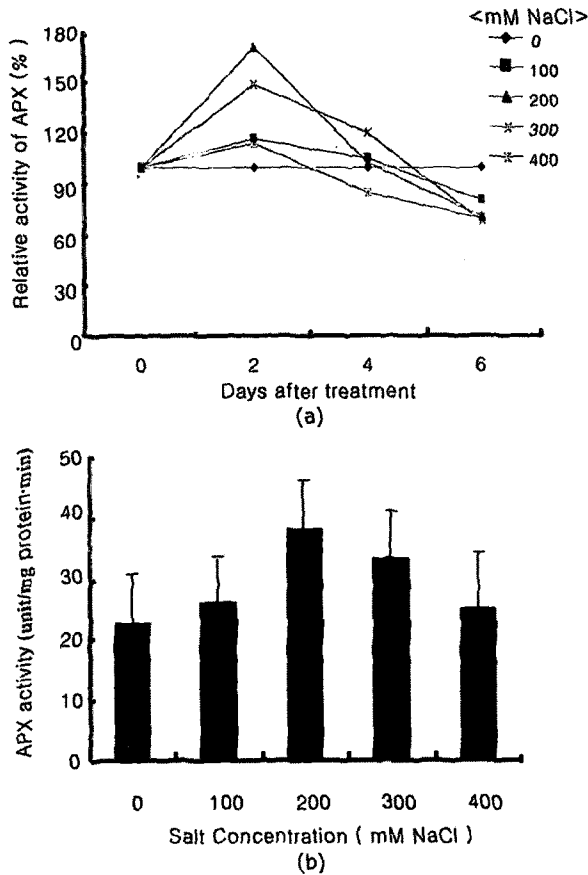 <mM NaCl>
0
100
200
300
400
Relative activity of APX (%)
180
150
120
90
60
30
0
0 2 4 6
Days after treatment
(a)
APX activity (unit/mg protein·min)
50
40
30
20
10
0
0 100 200 300 400
Salt Concentration ( mM NaCl )
(b)